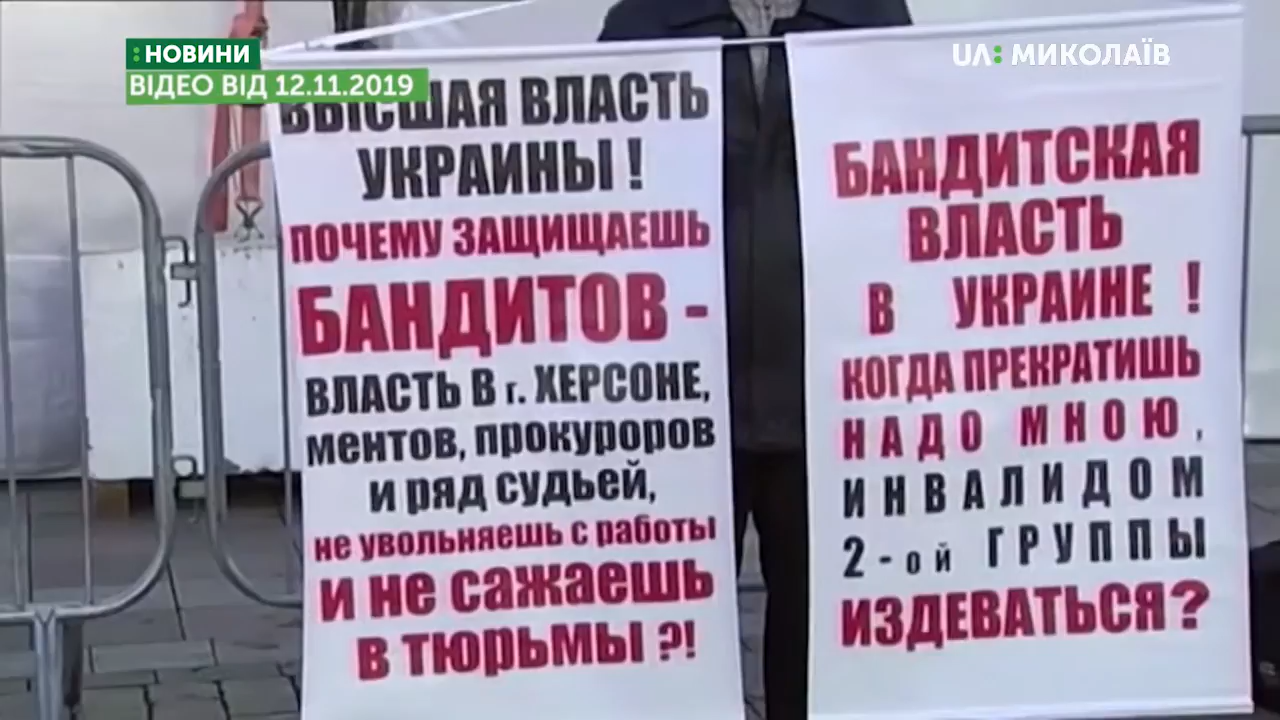 :НОВИНИ
ВІДЕО ВІД 12.11.2019
UA: МИКОЛАЇВ
ВЫСШАЯ ВЛАСТЬ
УКРАИНЫ !
ПОЧЕМУ ЗАЩИЩАЕШЬ
БАНДИТОВ -
ВЛАСТЬ В г. ХЕРСОНЕ,
ментов, прокуроров
и ряд судьей,
не увольняешь с работы
и не сажаешь
в тюрьмы ?!
БАНДИТСКАЯ
ВЛАСТЬ
В УКРАИНЕ !
КОГДА ПРЕКРАТИШЬ
НАДО МНОЮ,
ИНВАЛИДОМ
2-ой ГРУППЫ
ИЗДЕВАТЬСЯ?